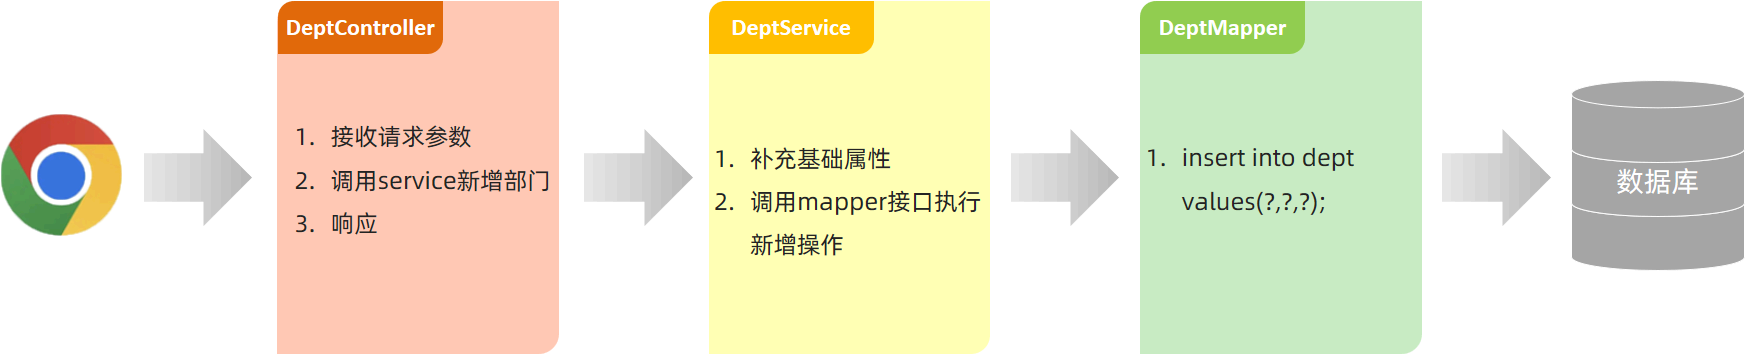 DeptController
1. 接收请求参数
2. 调用service新增部门
3. 响应
DeptService
1. 补充基础属性
2. 调用mapper接口执行
新增操作
DeptMapper
1. insert into dept
values(?,?,?);
数据库